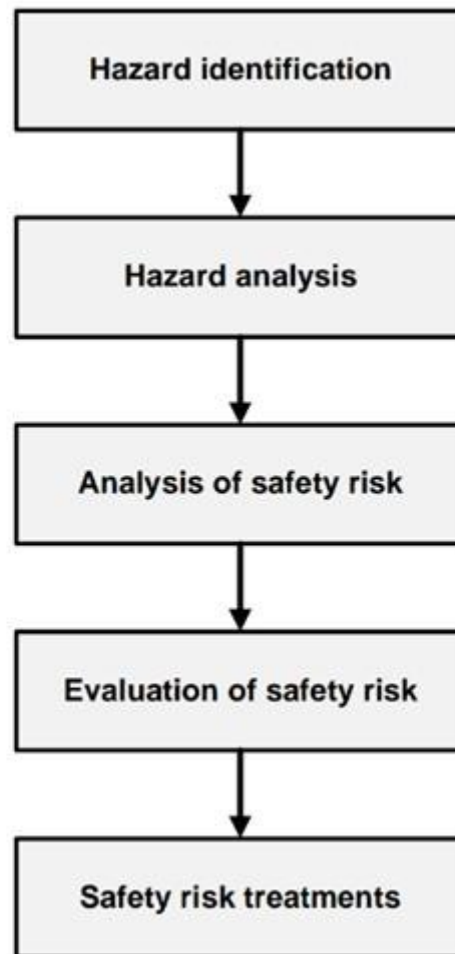 Hazard identification
Hazard analysis
Analysis of safety risk
Evaluation of safety risk
Safety risk treatments